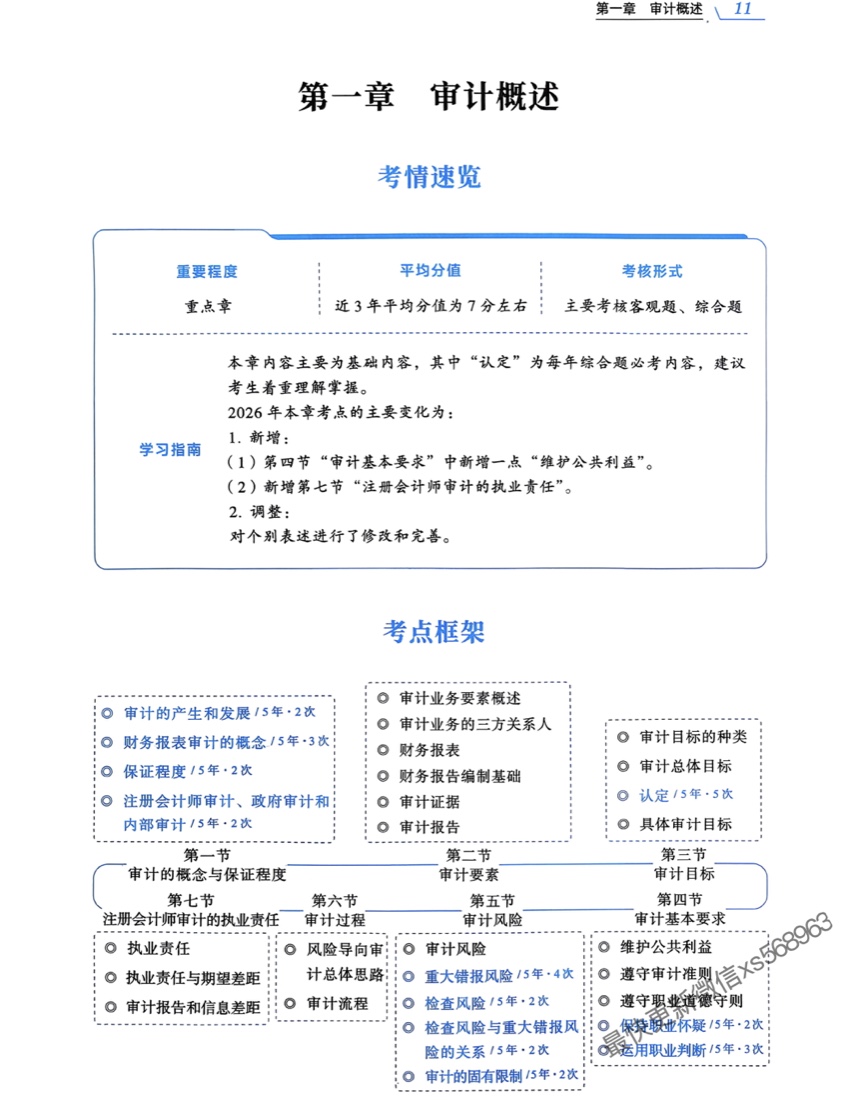 第一章 审计概述 11
第一章 审计概述
考情速览
重要程度 平均分值 考核形式
重点章 近3年平均分值为7分左右 主要考核客观题、综合题
学习指南
本章内容主要为基础内容，其中“认定”为每年综合题必考内容，建议
考生着重理解掌握。
2026年本章考点的主要变化为：
1. 新增：
（1）第四节“审计基本要求”中新增一点“维护公共利益”。
（2）新增第七节“注册会计师审计的执业责任”。
2. 调整：
对个别表述进行了修改和完善。
考点框架
◎ 审计的产生和发展/5年·2次
◎ 财务报表审计的概念/5年·3次
◎ 保证程度/5年·2次
◎ 注册会计师审计、政府审计和
内部审计/5年·2次
第一节
审计的概念与保证程度
◎ 审计业务要素概述
◎ 审计业务的三方关系人
◎ 财务报表
◎ 财务报告编制基础
◎ 审计证据
◎ 审计报告
第二节
审计要素
◎ 审计目标的种类
◎ 审计总体目标
◎ 认定/5年·5次
◎ 具体审计目标
第三节
审计目标
第四节
审计基本要求
◎ 维护公共利益
◎ 遵守审计准则
◎ 遵守职业道德守则
◎ 保持职业怀疑/5年·2次
◎ 运用职业判断/5年·3次
第五节
审计风险
◎ 审计风险
◎ 重大错报风险/5年·4次
◎ 检查风险/5年·2次
◎ 检查风险与重大错报风
险的关系/5年·2次
◎ 审计的固有限制/5年·2次
第六节
审计过程
◎ 风险导向审
计总体思路
◎ 审计流程
第七节
注册会计师审计的执业责任
◎ 执业责任
◎ 执业责任与期望差距
◎ 审计报告和信息差距
最快更新微信xs568963